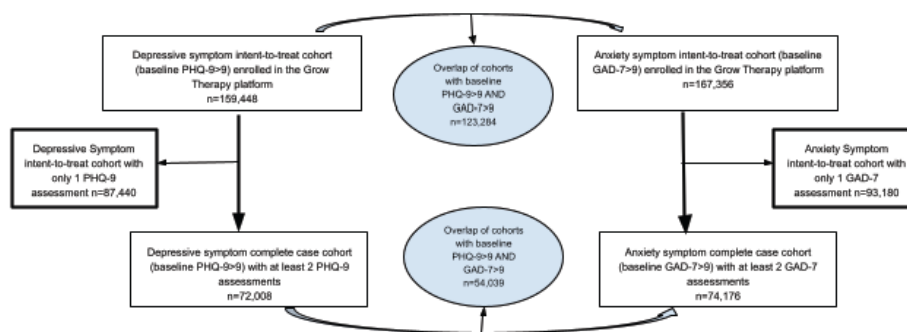 Depressive symptom intent-to-treat cohort
(baseline PHQ-9>9) enrolled in the Grow
Therapy platform
n=159,448
Overlap of cohorts
with baseline
PHQ-9>9 AND
GAD-7>9
n=123,284
Anxiety symptom intent-to-treat cohort (baseline
GAD-7>9) enrolled in the Grow Therapy
platform
n=167,356
Depressive Symptom
intent-to-treat cohort with
only 1 PHQ-9
assessment n=87,440
Anxiety Symptom
intent-to-treat cohort with
only 1 GAD-7
assessment n=93,180
Depressive symptom complete case cohort
(baseline PHQ-9>9) with at least 2 PHQ-9
assessments
n=72,008
Overlap of cohorts
with baseline
PHQ-9>9 AND
GAD-7>9
n=54,039
Anxiety symptom complete case cohort
(baseline GAD-7>9) with at least 2 GAD-7
assessments
n=74,176